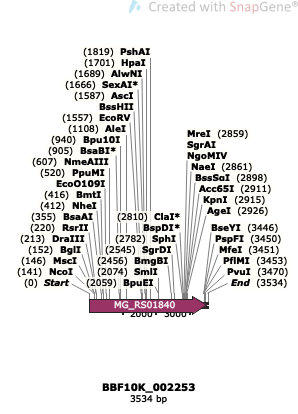 Created with SnapGene®
(1819) PshAI
(1701) HpaI
(1689) AlwNI
(1666) SexAI*
(1587) AscI
BssHII
(1557) EcoRV
(1108) AleI
(940) Bpu10I
(905) BsaBI*
(607) NmeAIII
(520) PpuMI
EcoO109I
(416) BmtI
(412) NheI
(355) BsaAI
(220) RsrII
(213) DraIII
(152) BglI
(146) MscI
(141) NcoI
(0) Start
(2810) ClaI*
BspDI*
(2782) SphI
(2545) SgrDI
(2456) BmgBI
(2074) SmlI
(2059) BpuEI
MreI (2859)
SgrAI
NgoMIV
NaeI (2861)
BssSαI (2898)
Acc65I (2911)
KpnI (2915)
AgeI (2926)
BseYI (3446)
PspFI (3450)
MfeI (3451)
PflMI (3453)
PvuI (3470)
End (3534)
MG_RS01840
2000
3000
BBF10K_002253
3534 bp